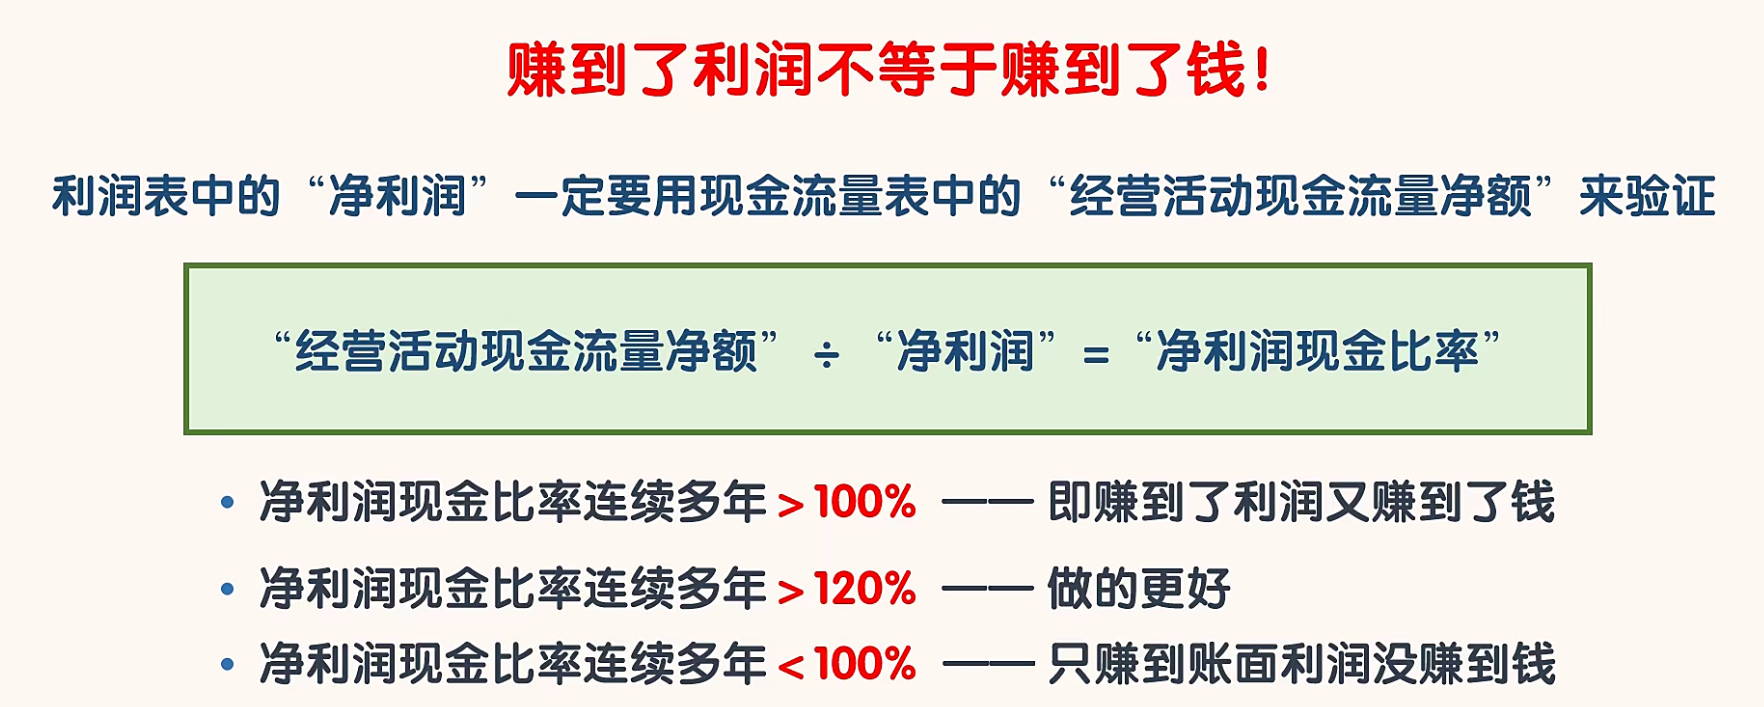 赚到了利润不等于赚到了钱！
利润表中的“净利润”一定要用现金流量表中的“经营活动现金流量净额”来验证
“经营活动现金流量净额” ÷ “净利润” = “净利润现金比率”
• 净利润现金比率连续多年 > 100% —— 即赚到了利润又赚到了钱
• 净利润现金比率连续多年 > 120% —— 做的更好
• 净利润现金比率连续多年 < 100% —— 只赚到账面利润没赚到钱